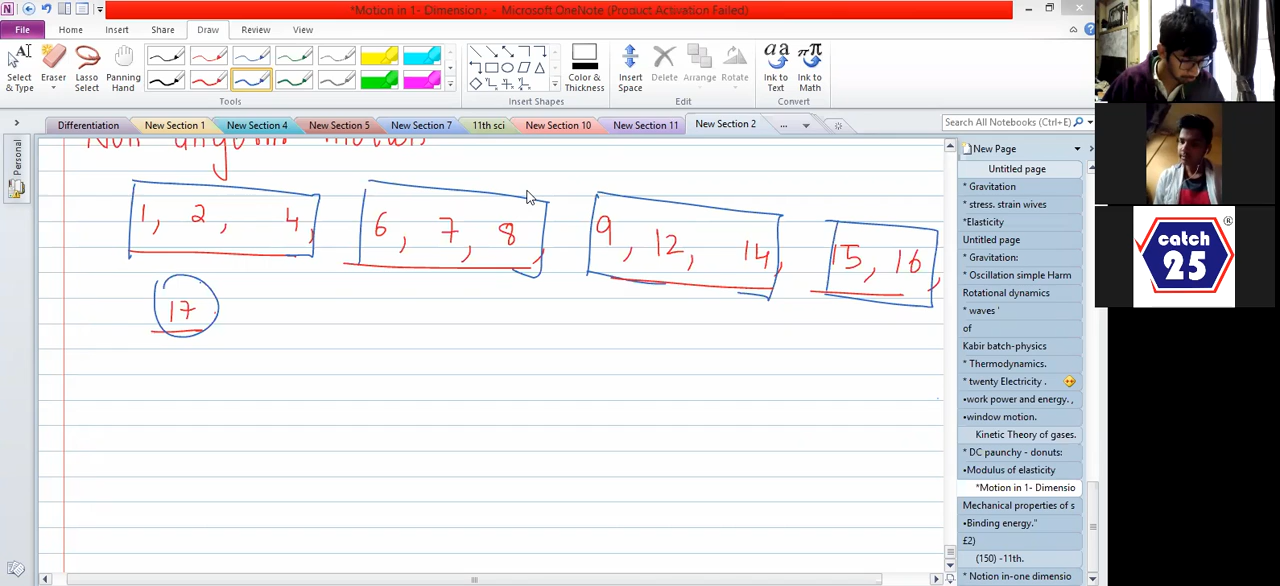 *Motion in 1- Dimension : - Microsoft OneNote (Product Activation Failed)
File Home Insert Share Draw Review View
Select & Type
Eraser
Lasso Select
Panning Hand
Color & Thickness
Insert Space
Delete
Arrange
Rotate
Ink to Text
Ink to Math
Tools Insert Shapes Edit Convert
Differentiation New Section 1 New Section 4 New Section 5 New Section 7 11th sci New Section 10 New Section 11 New Section 2 ...
Search All Notebooks (Ctrl+E)
Personal
1, 2, 4, 6, 7, 8, 9, 12, 14, 15, 16,
17
New Page
Untitled page
* Gravitation
* stress. strain wives
*Elasticity
Untitled page
* Gravitation:
* Oscillation simple Harm
Rotational dynamics
* waves '
of
Kabir batch-physics
* Thermodynamics.
* twenty Electricity .
•work power and energy. ,
•window motion.
Kinetic Theory of gases.
* DC paunchy - donuts:
•Modulus of elasticity
*Motion in 1- Dimensio
Mechanical properties of s
•Binding energy."
£2)
(150) -11th.
* Notion in-one dimensio
catch
25
®